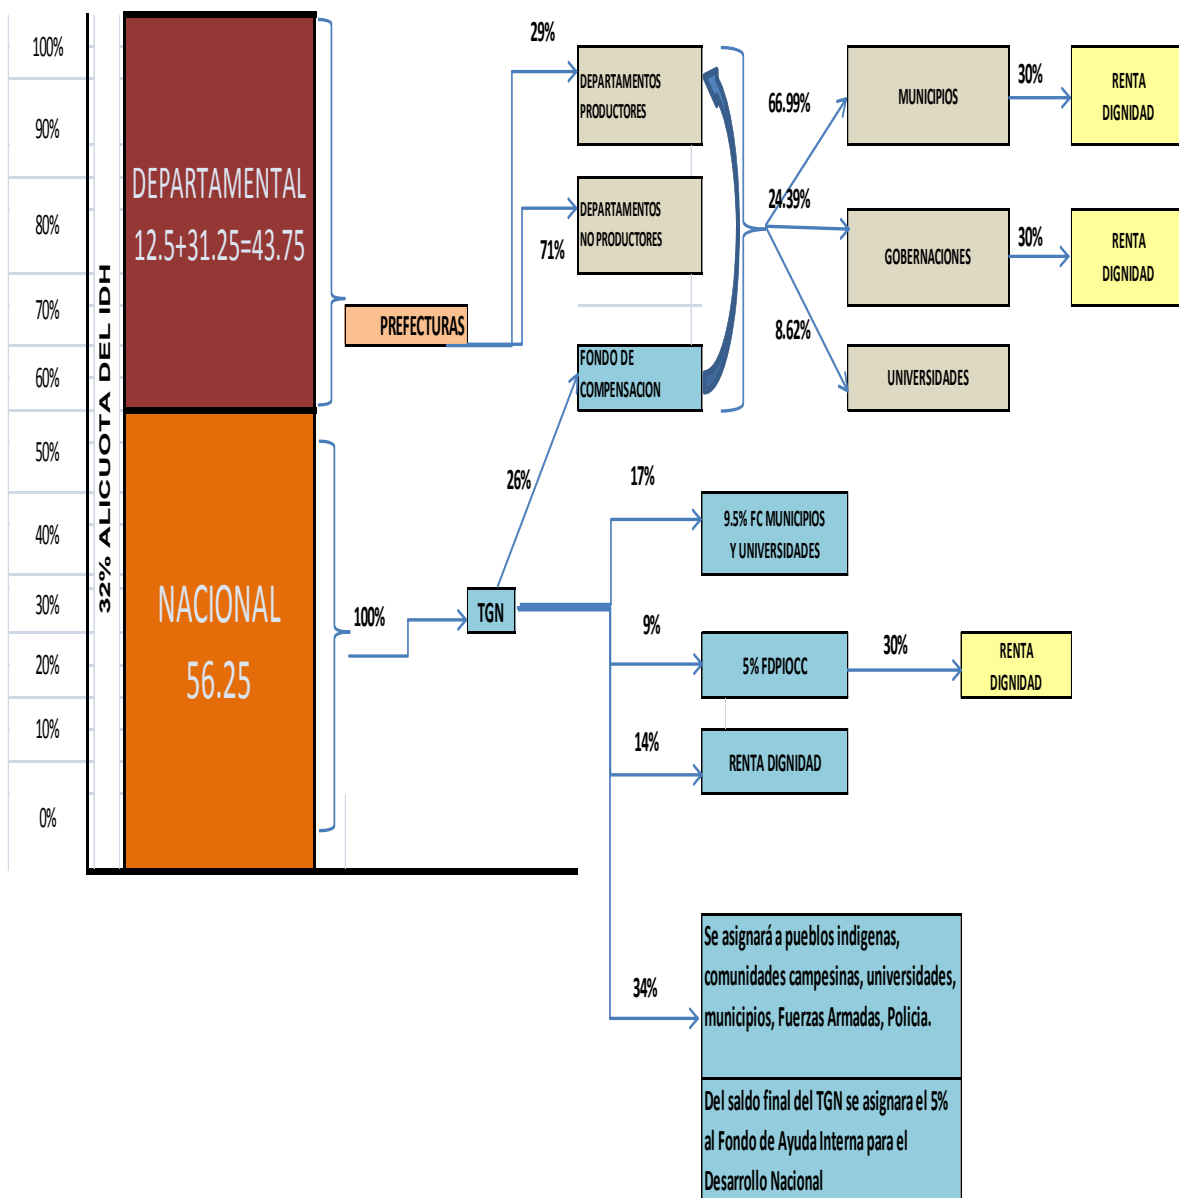 100%
90%
80%
70%
60%
50%
40%
30%
20%
10%
0%
32% ALICUOTA DEL IDH
DEPARTAMENTAL
12.5+31.25=43.75
NACIONAL
56.25
PREFECTURAS
100%
TGN
29%
71%
26%
DEPARTAMENTOS
PRODUCTORES
DEPARTAMENTOS
NO PRODUCTORES
FONDO DE
COMPENSACION
66.99%
24.39%
8.62%
MUNICIPIOS
30%
RENTA
DIGNIDAD
GOBERNACIONES
30%
RENTA
DIGNIDAD
UNIVERSIDADES
17%
9.5% FC MUNICIPIOS
Y UNIVERSIDADES
9%
5% FDPIOCC
30%
RENTA
DIGNIDAD
14%
RENTA DIGNIDAD
34%
Se asignará a pueblos indigenas,
comunidades campesinas, universidades,
municipios, Fuerzas Armadas, Policia.
Del saldo final del TGN se asignara el 5%
al Fondo de Ayuda Interna para el
Desarrollo Nacional